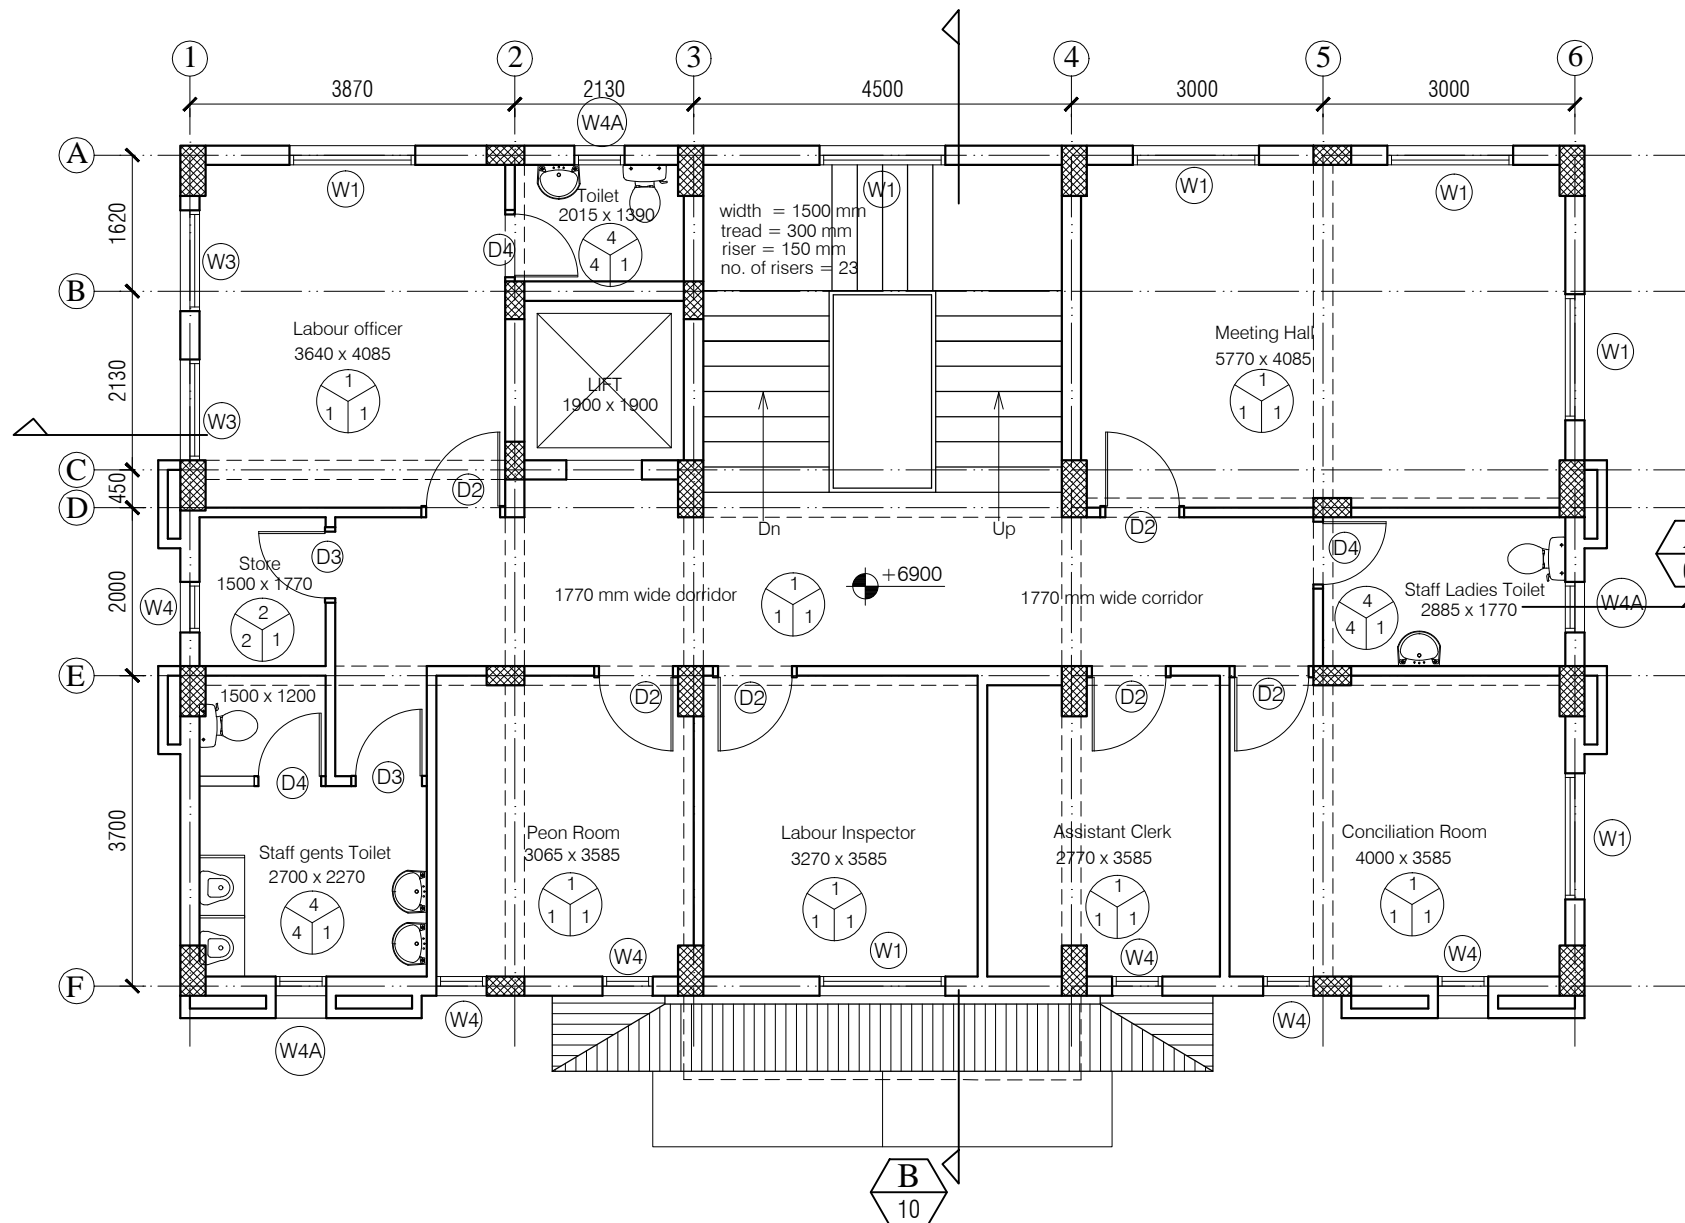 1 2 3 4 5 6
3870 2130 4500 3000 3000
W4A
A
W1 W1 W1 W1
Toilet
2015 x 1390
4
4 1
width = 1500 mm
tread = 300 mm
riser = 150 mm
no. of risers = 23
1620
W3
D4
B
Labour officer
3640 x 4085
1
1 1
Meeting Hall
5770 x 4085
1
1 1
W1
2130
LIFT
1900 x 1900
W3
C
450
D2
D
Dn
Up
D2
D3
D4
Store
1500 x 1770
2
2 1
2000
W4
1770 mm wide corridor
1
1 1
+6900
1770 mm wide corridor
Staff Ladies Toilet
2885 x 1770
4
4 1
W4A
E
1500 x 1200
D2 D2 D2 D2
D4 D3
3700
Staff gents Toilet
2700 x 2270
4
4 1
Peon Room
3065 x 3585
1
1 1
Labour Inspector
3270 x 3585
1
1 1
Assistant Clerk
2770 x 3585
1
1 1
Conciliation Room
4000 x 3585
1
1 1
W1
W4 W1 W4 W4
F
W4A W4 W4
B
10